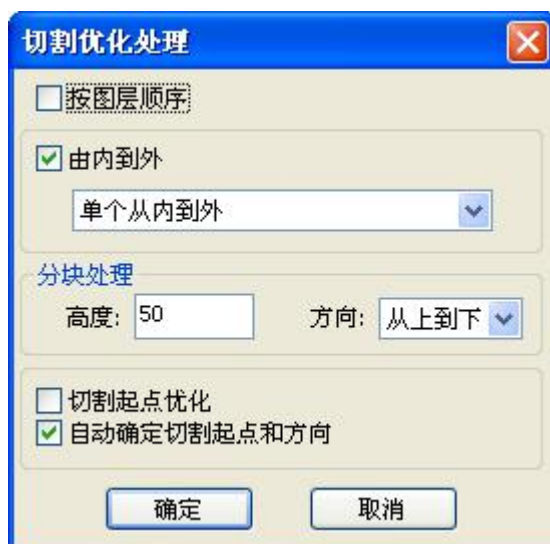 切割优化处理
按图层顺序
由内到外
单个从内到外
分块处理
高度: 50 方向: 从上到下
切割起点优化
自动确定切割起点和方向
确定 取消